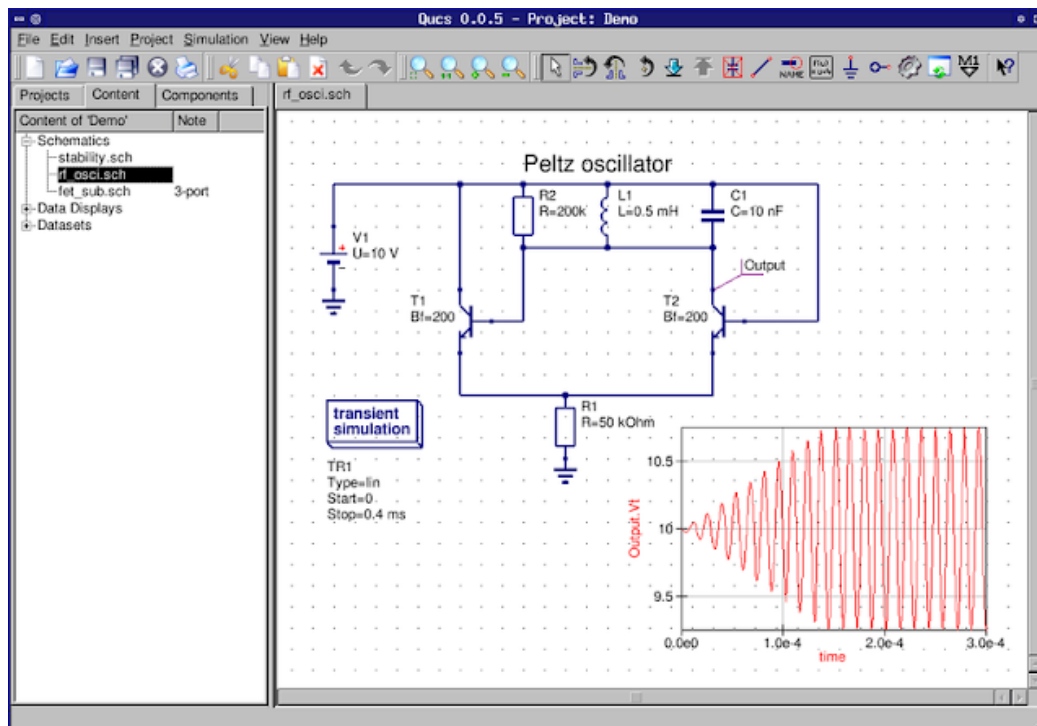 Qucs 0.0.5 - Project: Demo
File Edit Insert Project Simulation View Help
NAME
M1
Projects Content Components
rf_osci.sch
Content of 'Demo' Note
Schematics
stability.sch
rf_osci.sch
fet_sub.sch 3-port
Data Displays
Datasets
Peltz oscillator
R2
R=200k
L1
L=0.5 mH
C1
C=10 nF
V1
U=10 V
Output
T1
Bf=200
T2
Bf=200
R1
R=50 kOhm
transient
simulation
TR1
Type=lin
Start=0
Stop=0.4 ms
Output.Vt
10.5
10
9.5
0.0e0 1.0e-4 2.0e-4 3.0e-4
time